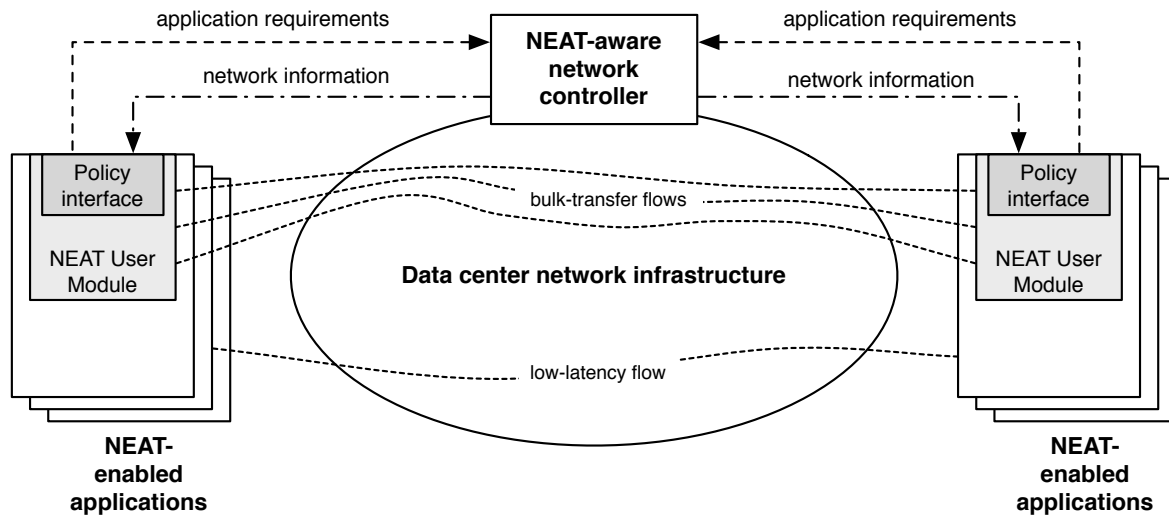 application requirements
application requirements
NEAT-aware
network
controller
network information
network information
Policy
interface
Policy
interface
bulk-transfer flows
NEAT User
Module
NEAT User
Module
Data center network infrastructure
low-latency flow
NEAT-
enabled
applications
NEAT-
enabled
applications